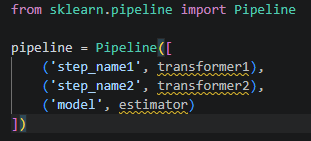 from sklearn.pipeline import Pipeline
pipeline = Pipeline([
    ('step_name1', transformer1),
    ('step_name2', transformer2),
    ('model', estimator)
])